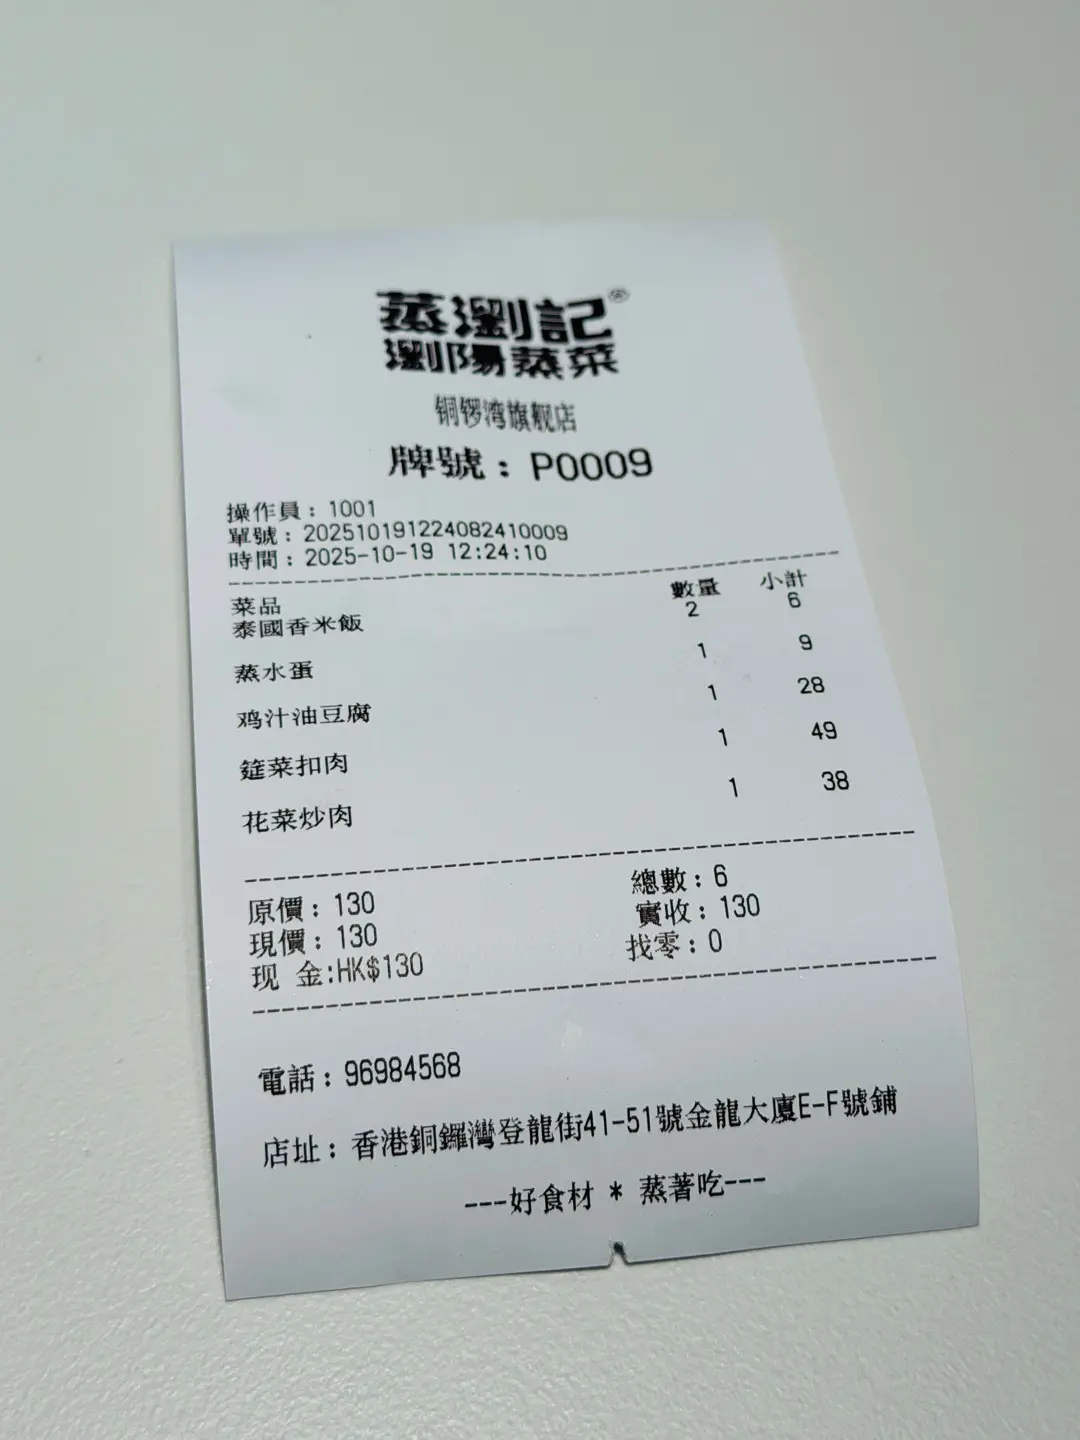 蒸瀏記®
瀏陽蒸菜
铜锣湾旗舰店
牌號：P0009
操作員：1001
單號：202510191224082410009
時間：2025-10-19 12:24:10
菜品 數量 小計
泰國香米飯 2 6
蒸水蛋 1 9
鸡汁油豆腐 1 28
筵菜扣肉 1 49
花菜炒肉 1 38
原價：130 總數：6
現價：130 實收：130
现 金:HK$130 找零：0
電話：96984568
店址：香港銅鑼灣登龍街41-51號金龍大廈E-F號鋪
---好食材 * 蒸著吃---